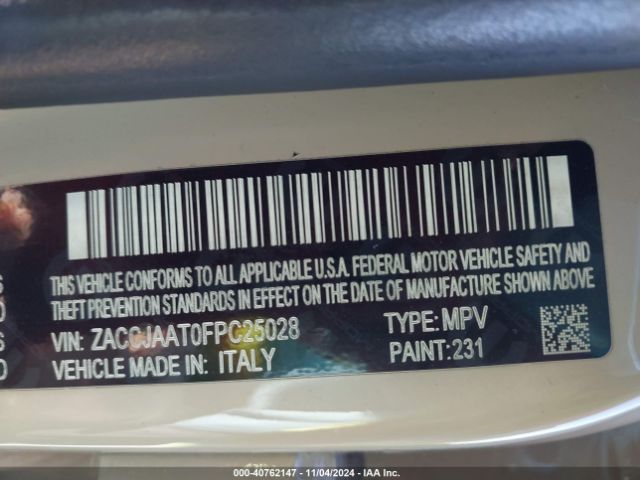 THIS VEHICLE CONFORMS TO ALL APPLICABLE U.S.A. FEDERAL MOTOR VEHICLE SAFETY AND
THEFT PREVENTION STANDARDS IN EFFECT ON THE DATE OF MANUFACTURE SHOWN ABOVE
VIN: ZACCJAAT0FPC25028 TYPE: MPV
VEHICLE MADE IN: ITALY PAINT: 231
000-40762147 - 11/04/2024 - IAA Inc.